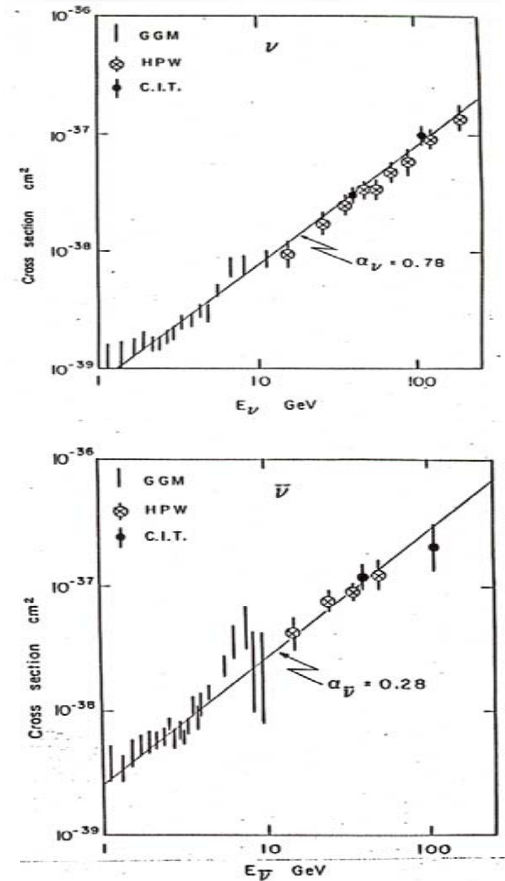 10⁻³⁶
ν
GGM
HPW
C.I.T.
10⁻³⁷
Cross section cm²
10⁻³⁸
α_ν = 0.78
10⁻³⁹
1 10 100
E_ν GeV
10⁻³⁶
ν̄
GGM
HPW
C.I.T.
10⁻³⁷
Cross section cm²
10⁻³⁸
α_ν̄ = 0.28
10⁻³⁹
1 10 100
E_ν̄ GeV